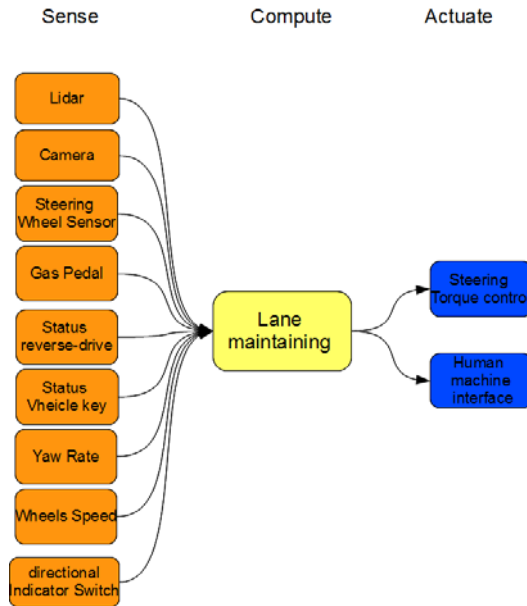 Sense
Compute
Actuate
Lidar
Camera
Steering
Wheel Sensor
Gas Pedal
Status
reverse-drive
Status
Vheicle key
Yaw Rate
Wheels Speed
directional
Indicator Switch
Lane
maintaining
Steering
Torque control
Human
machine
interface